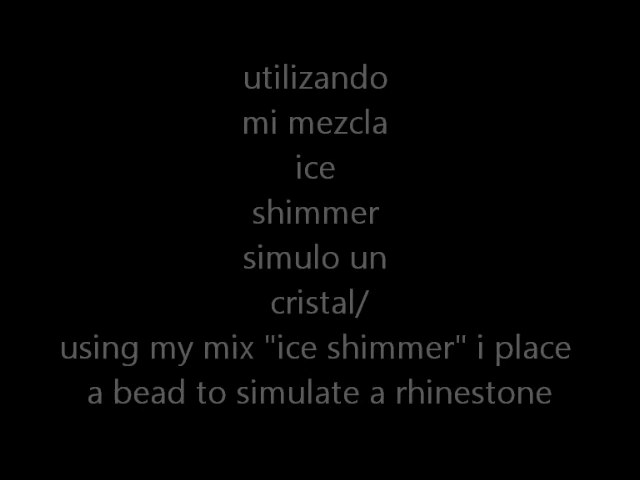 utilizando
mi mezcla
ice
shimmer
simulo un
cristal/
using my mix "ice shimmer" i place
a bead to simulate a rhinestone